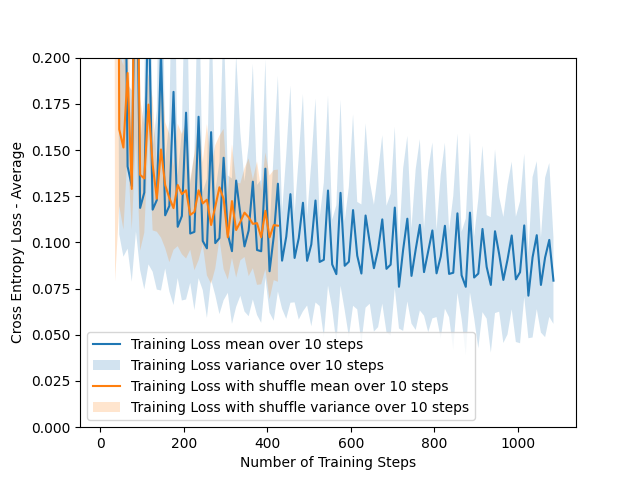 0.200
0.175
0.150
0.125
0.100
0.075
0.050
0.025
0.000
Cross Entropy Loss - Average
Training Loss mean over 10 steps
Training Loss variance over 10 steps
Training Loss with shuffle mean over 10 steps
Training Loss with shuffle variance over 10 steps
0 200 400 600 800 1000
Number of Training Steps